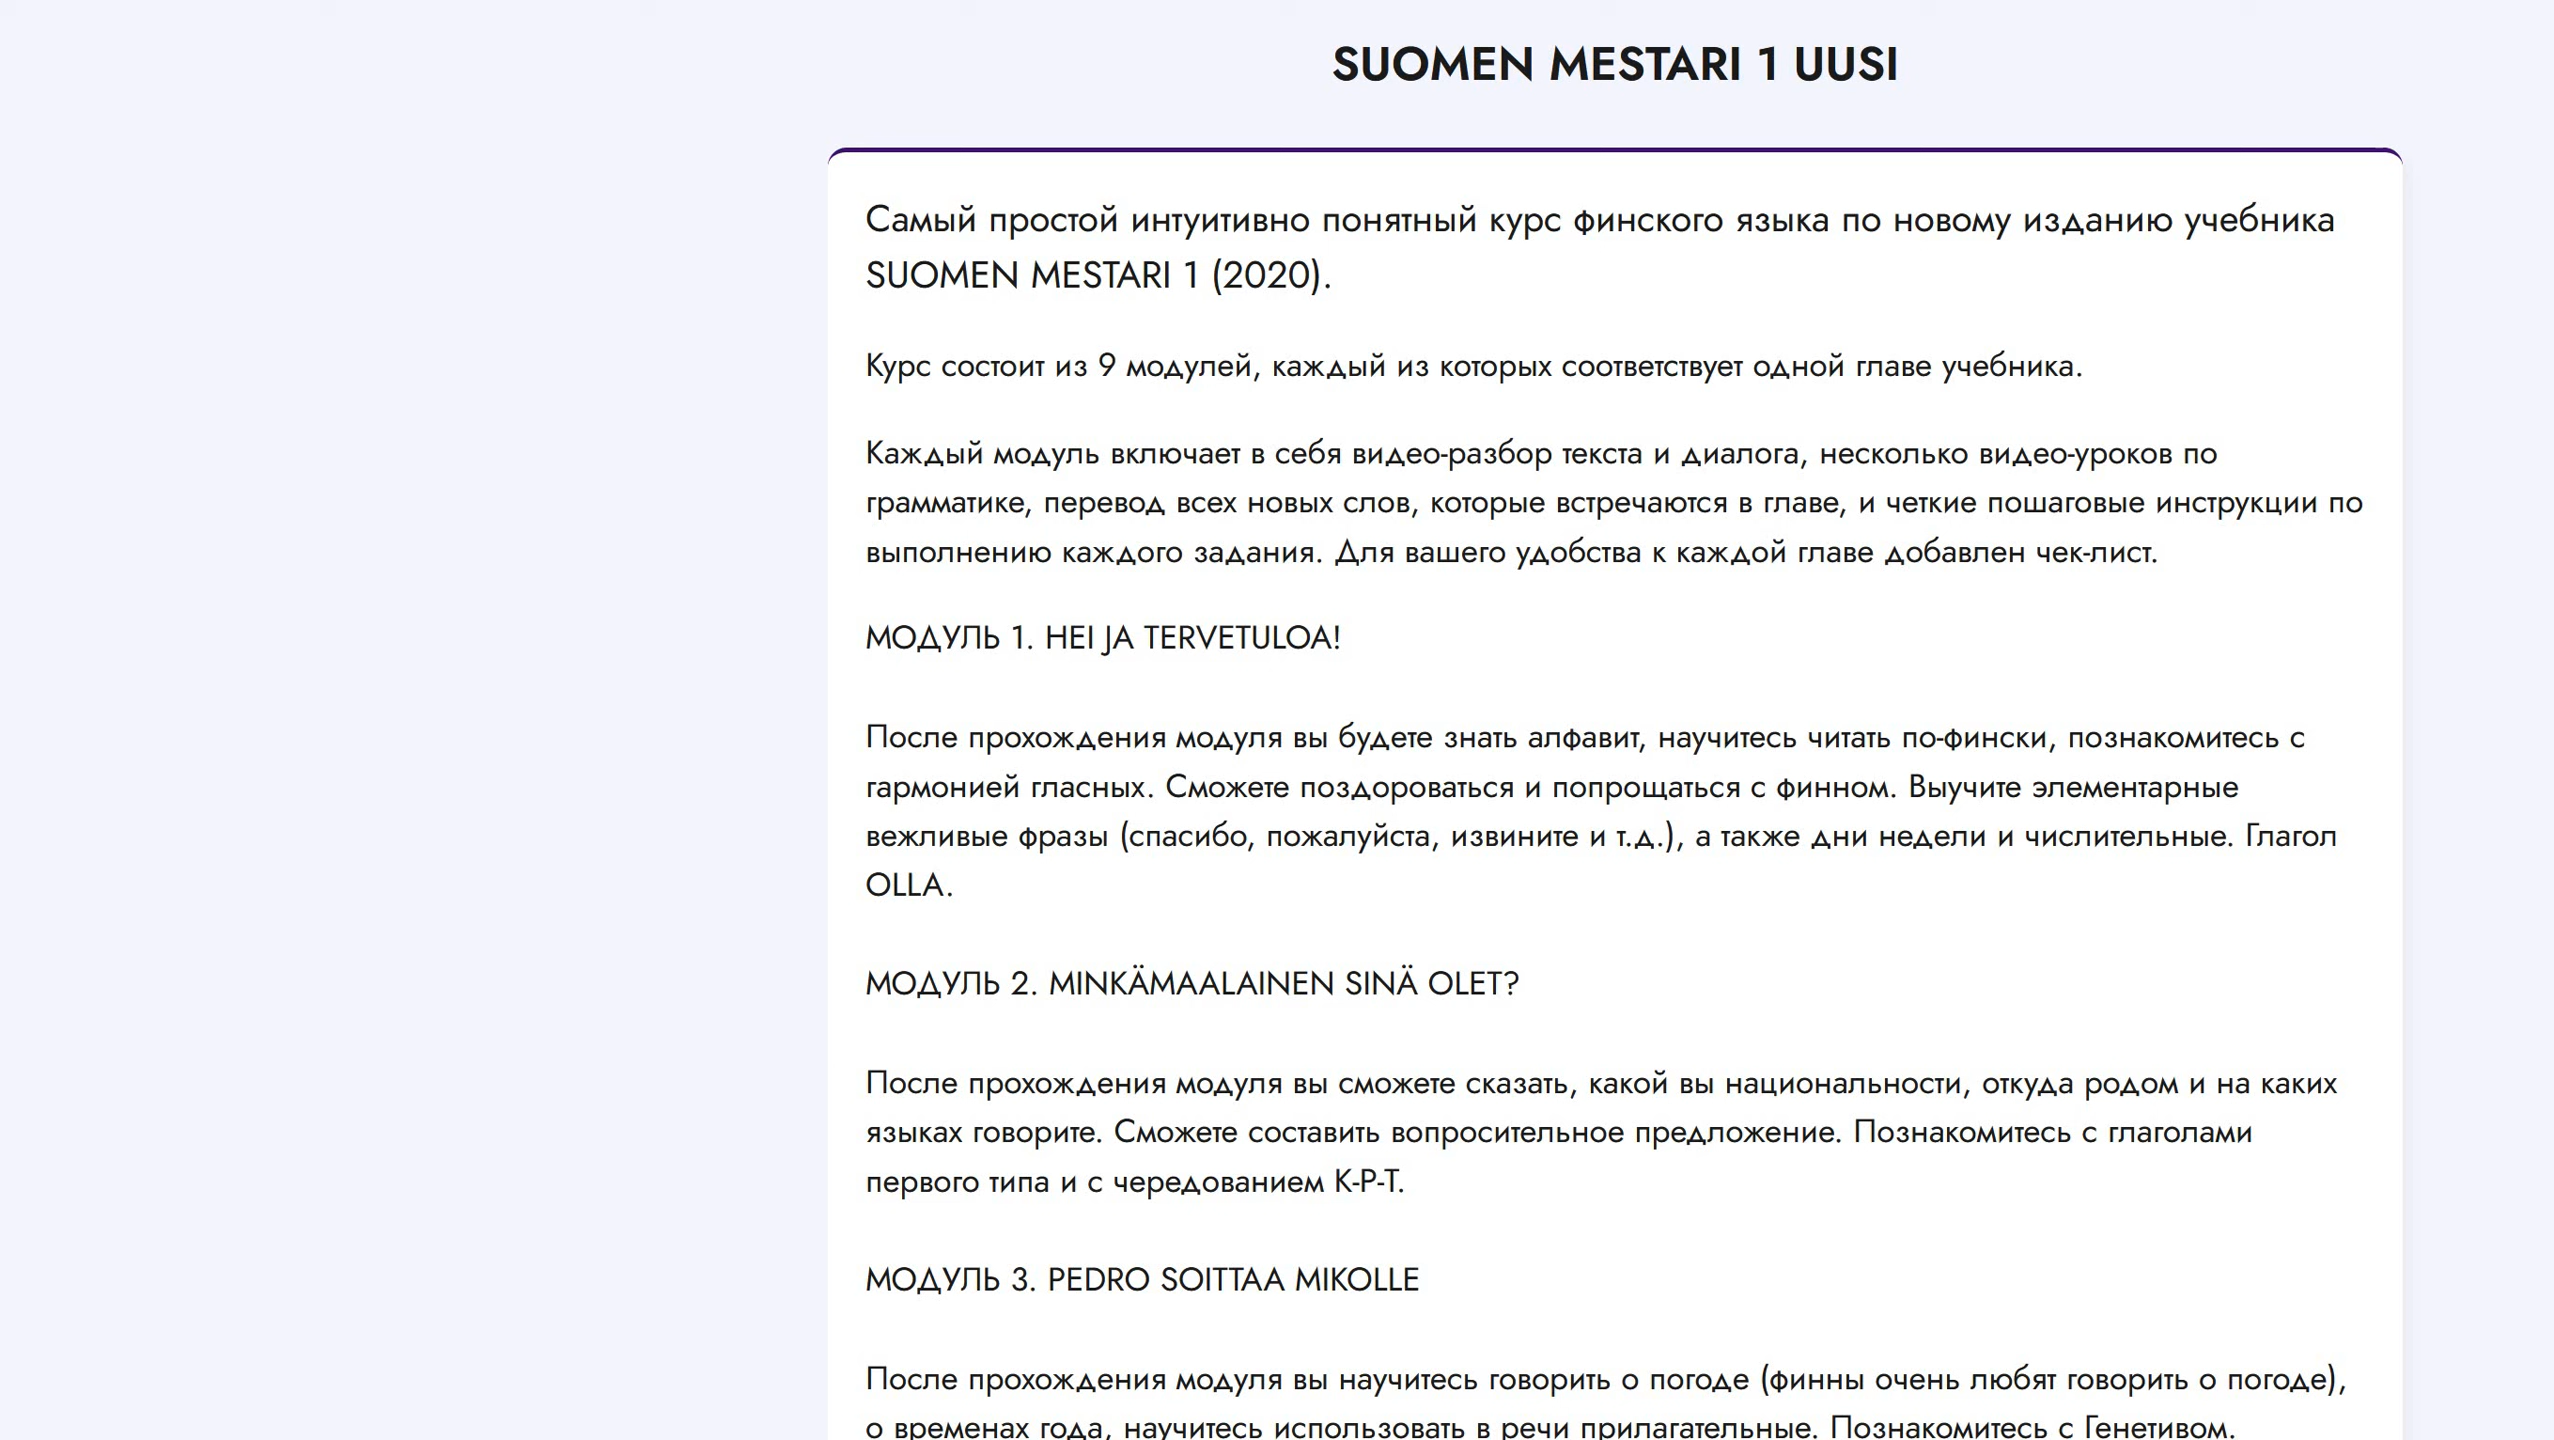 SUOMEN MESTARI 1 UUSI
Самый простой интуитивно понятный курс финского языка по новому изданию учебника
SUOMEN MESTARI 1 (2020).
Курс состоит из 9 модулей, каждый из которых соответствует одной главе учебника.
Каждый модуль включает в себя видео-разбор текста и диалога, несколько видео-уроков по
грамматике, перевод всех новых слов, которые встречаются в главе, и четкие пошаговые инструкции по
выполнению каждого задания. Для вашего удобства к каждой главе добавлен чек-лист.
МОДУЛЬ 1. HEI JA TERVETULOA!
После прохождения модуля вы будете знать алфавит, научитесь читать по-фински, познакомитесь с
гармонией гласных. Сможете поздороваться и попрощаться с финном. Выучите элементарные
вежливые фразы (спасибо, пожалуйста, извините и т.д.), а также дни недели и числительные. Глагол
OLLA.
МОДУЛЬ 2. MINKÄMAALAINEN SINÄ OLET?
После прохождения модуля вы сможете сказать, какой вы национальности, откуда родом и на каких
языках говорите. Сможете составить вопросительное предложение. Познакомитесь с глаголами
первого типа и с чередованием K-P-T.
МОДУЛЬ 3. PEDRO SOITTAA MIKOLLE
После прохождения модуля вы научитесь говорить о погоде (финны очень любят говорить о погоде),
о временах года, научитесь использовать в речи прилагательные. Познакомитесь с Генетивом.